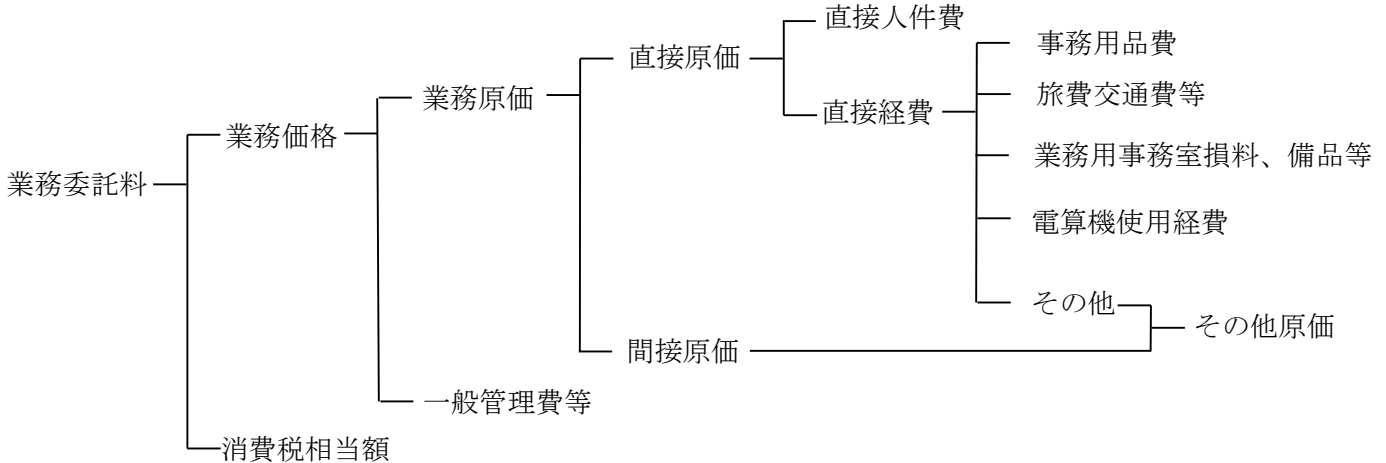 業務委託料
業務価格
業務原価
直接原価
直接人件費
直接経費
事務用品費
旅費交通費等
業務用事務室損料、備品等
電算機使用経費
その他
その他原価
間接原価
一般管理費等
消費税相当額